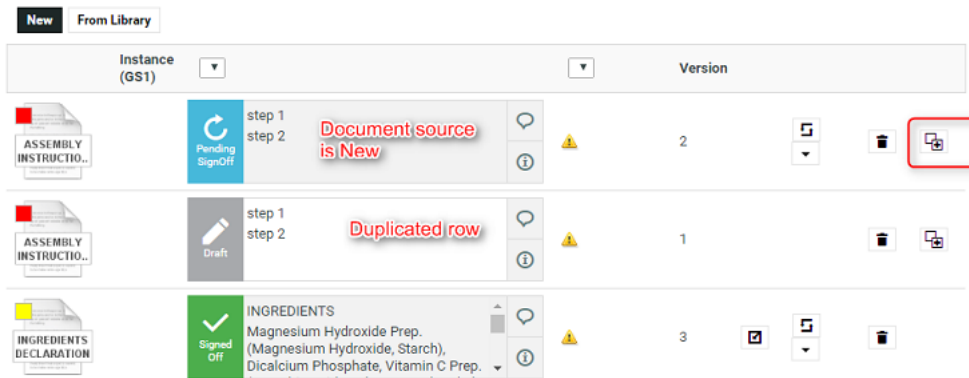 New From Library
Instance
(GS1)
Version
ASSEMBLY
INSTRUCTIO..
Pending
SignOff
step 1
step 2
Document source
is New
2
ASSEMBLY
INSTRUCTIO..
Draft
step 1
step 2
Duplicated row
1
INGREDIENTS
DECLARATION
Signed
Off
INGREDIENTS
Magnesium Hydroxide Prep.
(Magnesium Hydroxide, Starch),
Dicalcium Phosphate, Vitamin C Prep.
3